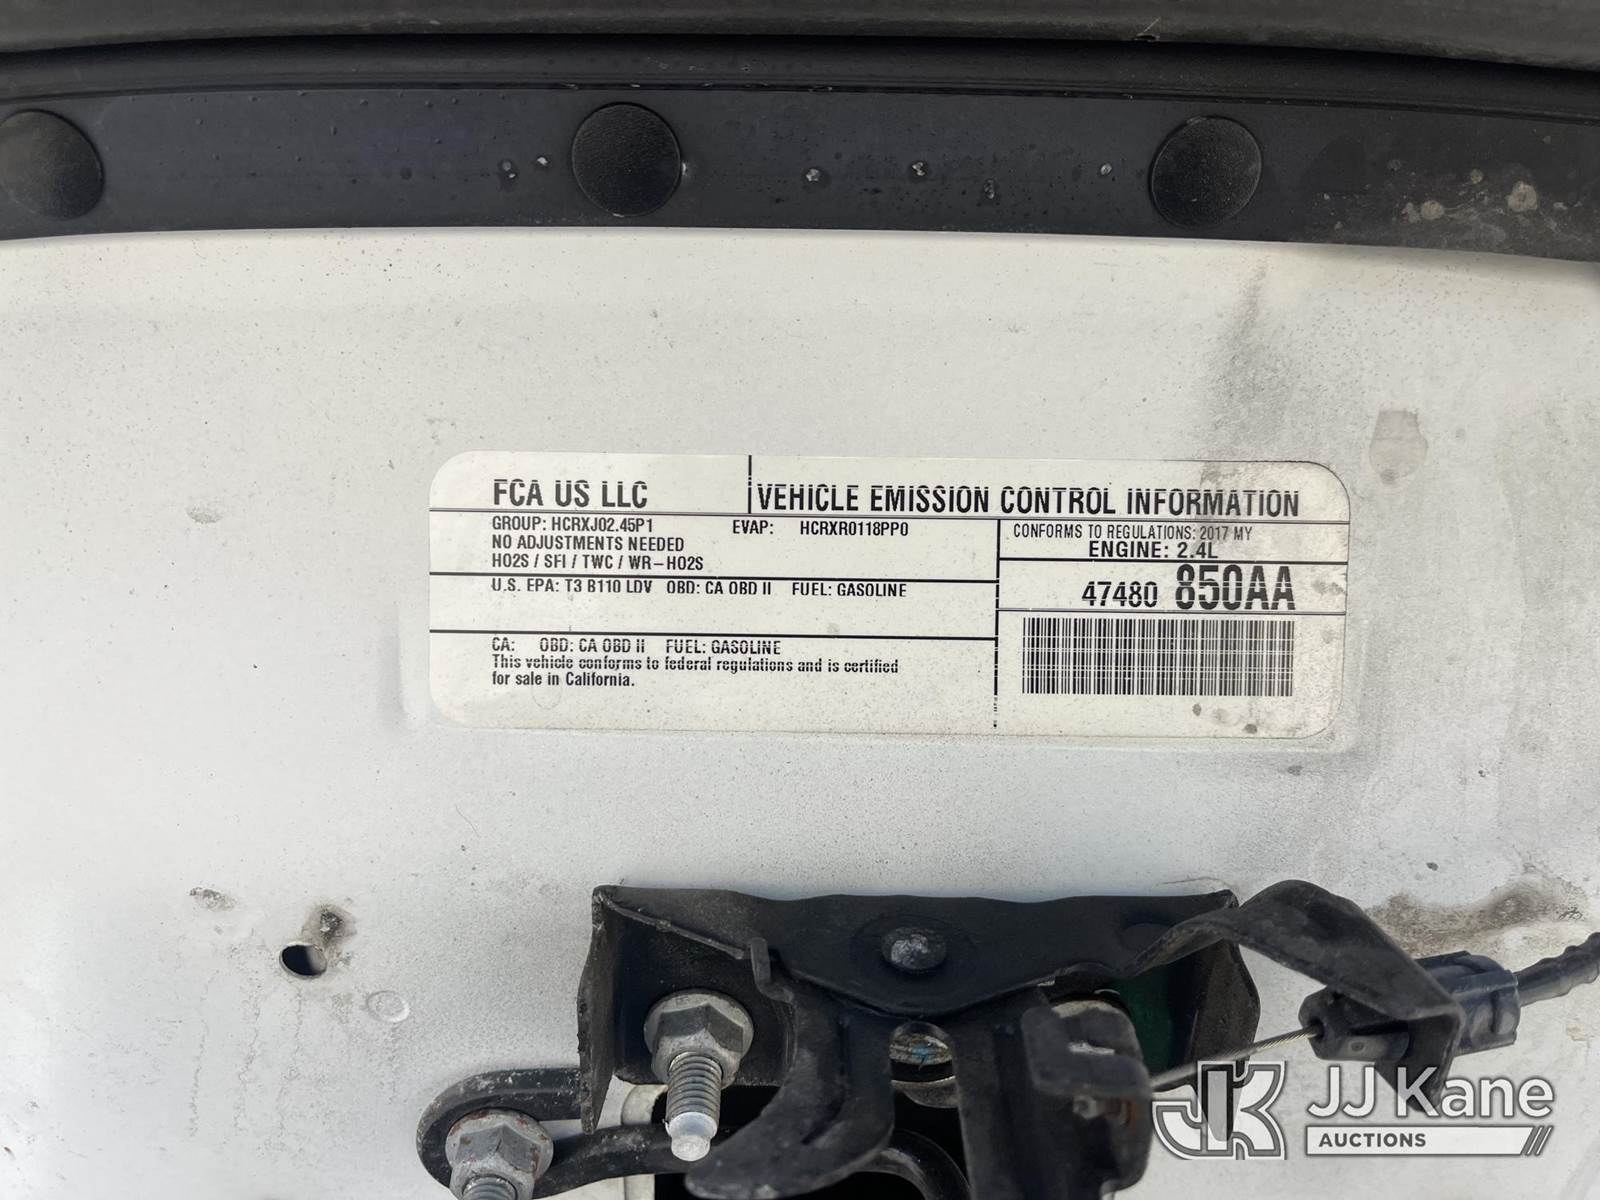 FCA US LLC
VEHICLE EMISSION CONTROL INFORMATION
GROUP: HCRXJ02.45P1 EVAP: HCRXR0118PP0
NO ADJUSTMENTS NEEDED
HO2S / SFI / TWC / WR-HO2S
CONFORMS TO REGULATIONS: 2017 MY
ENGINE: 2.4L
U.S. EPA: T3 B110 LDV OBD: CA OBD II FUEL: GASOLINE
47480 850AA
CA: OBD: CA OBD II FUEL: GASOLINE
This vehicle conforms to federal regulations and is certified
for sale in California.
JK JJ Kane
AUCTIONS